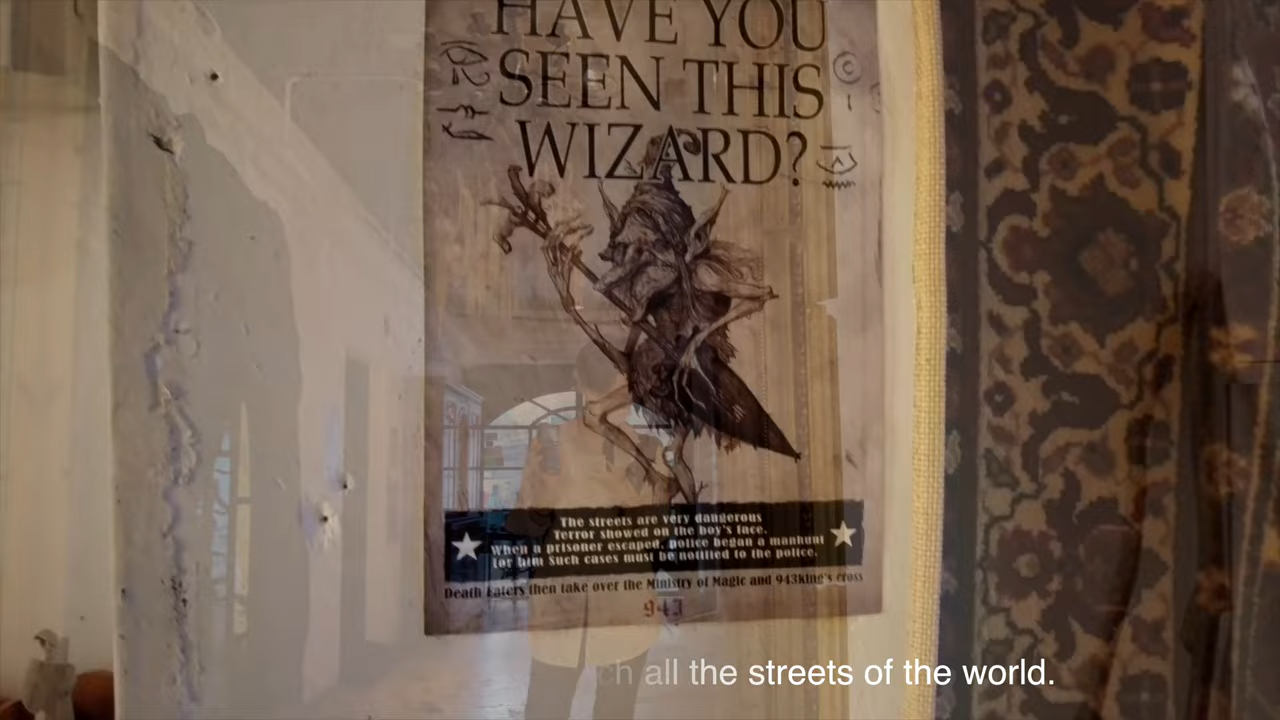 HAVE YOU
SEEN THIS
WIZARD?
The streets are very dangerous
Terror showed on the boy's face.
When a prisoner escaped, police began a manhunt
for him Such cases must be notified to the police.
Death Eaters then take over the Ministry of Magic and 943King's cross
943
all the streets of the world.